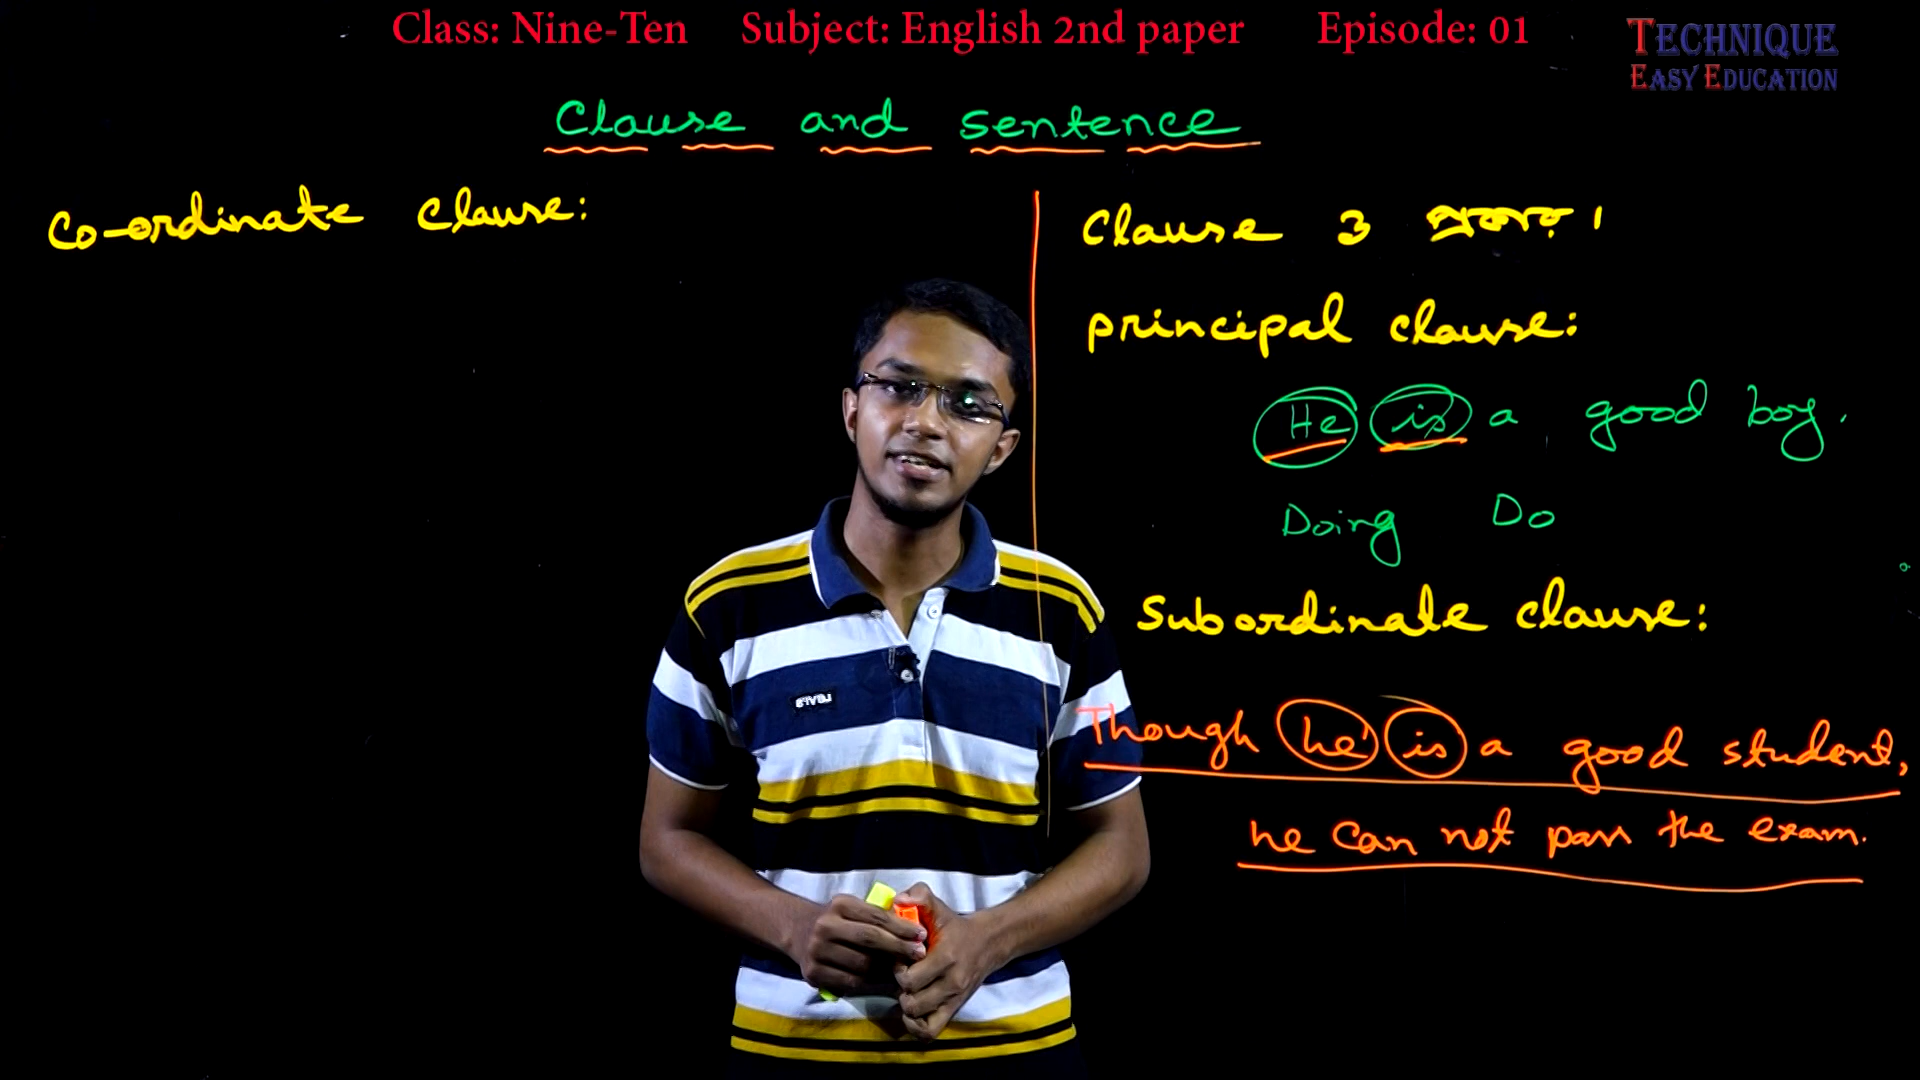 Class: Nine-Ten Subject: English 2nd paper Episode: 01
TECHNIQUE
EASY EDUCATION
Clause and sentence
Co-ordinate clause:
Clause ৩ প্রকার।
principal clause:
He is a good boy.
Doing Do
Subordinate clause:
Though he is a good student,
he can not pass the exam.